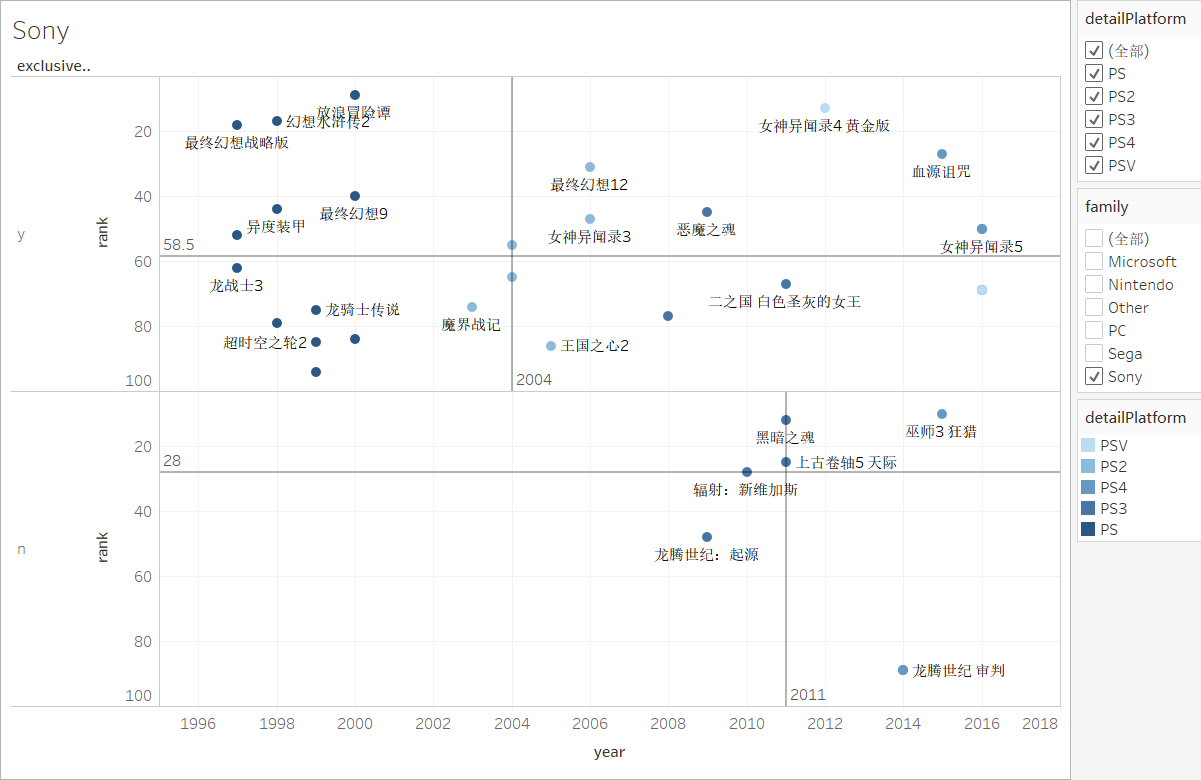 Sony
exclusive..
y
rank
20
40
60
80
100
58.5
2004
放浪冒险谭
幻想水浒传2
最终幻想战略版
女神异闻录4 黄金版
血源诅咒
最终幻想12
最终幻想9
异度装甲
女神异闻录3
恶魔之魂
女神异闻录5
龙战士3
龙骑士传说
二之国 白色圣灰的女王
魔界战记
超时空之轮2
王国之心2
n
rank
20
40
60
80
100
28
2011
巫师3 狂猎
黑暗之魂
上古卷轴5 天际
辐射：新维加斯
龙腾世纪：起源
龙腾世纪 审判
1996 1998 2000 2002 2004 2006 2008 2010 2012 2014 2016 2018
year
detailPlatform
(全部)
PS
PS2
PS3
PS4
PSV
family
(全部)
Microsoft
Nintendo
Other
PC
Sega
Sony
detailPlatform
PSV
PS2
PS4
PS3
PS